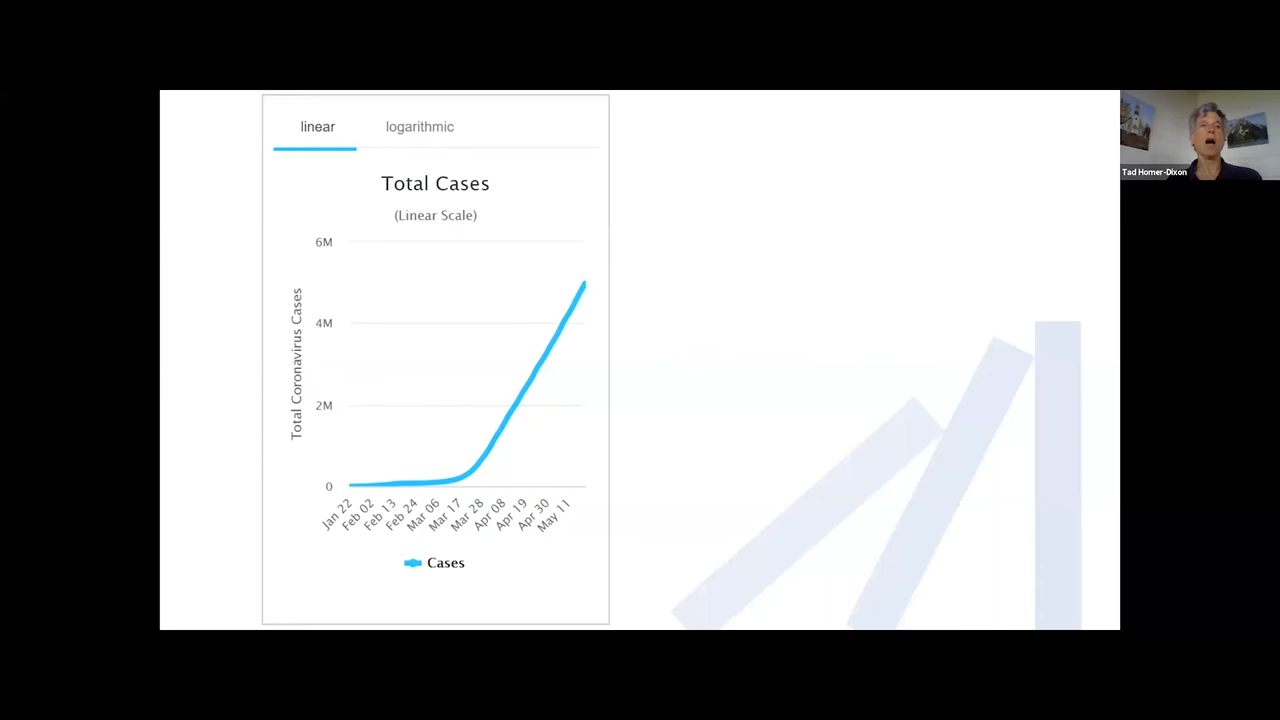 linear
logarithmic
Total Cases
(Linear Scale)
Total Coronavirus Cases
6M
4M
2M
0
Jan 22
Feb 02
Feb 13
Feb 24
Mar 06
Mar 17
Mar 28
Apr 08
Apr 19
Apr 30
May 11
Cases
Tad Homer-Dixon